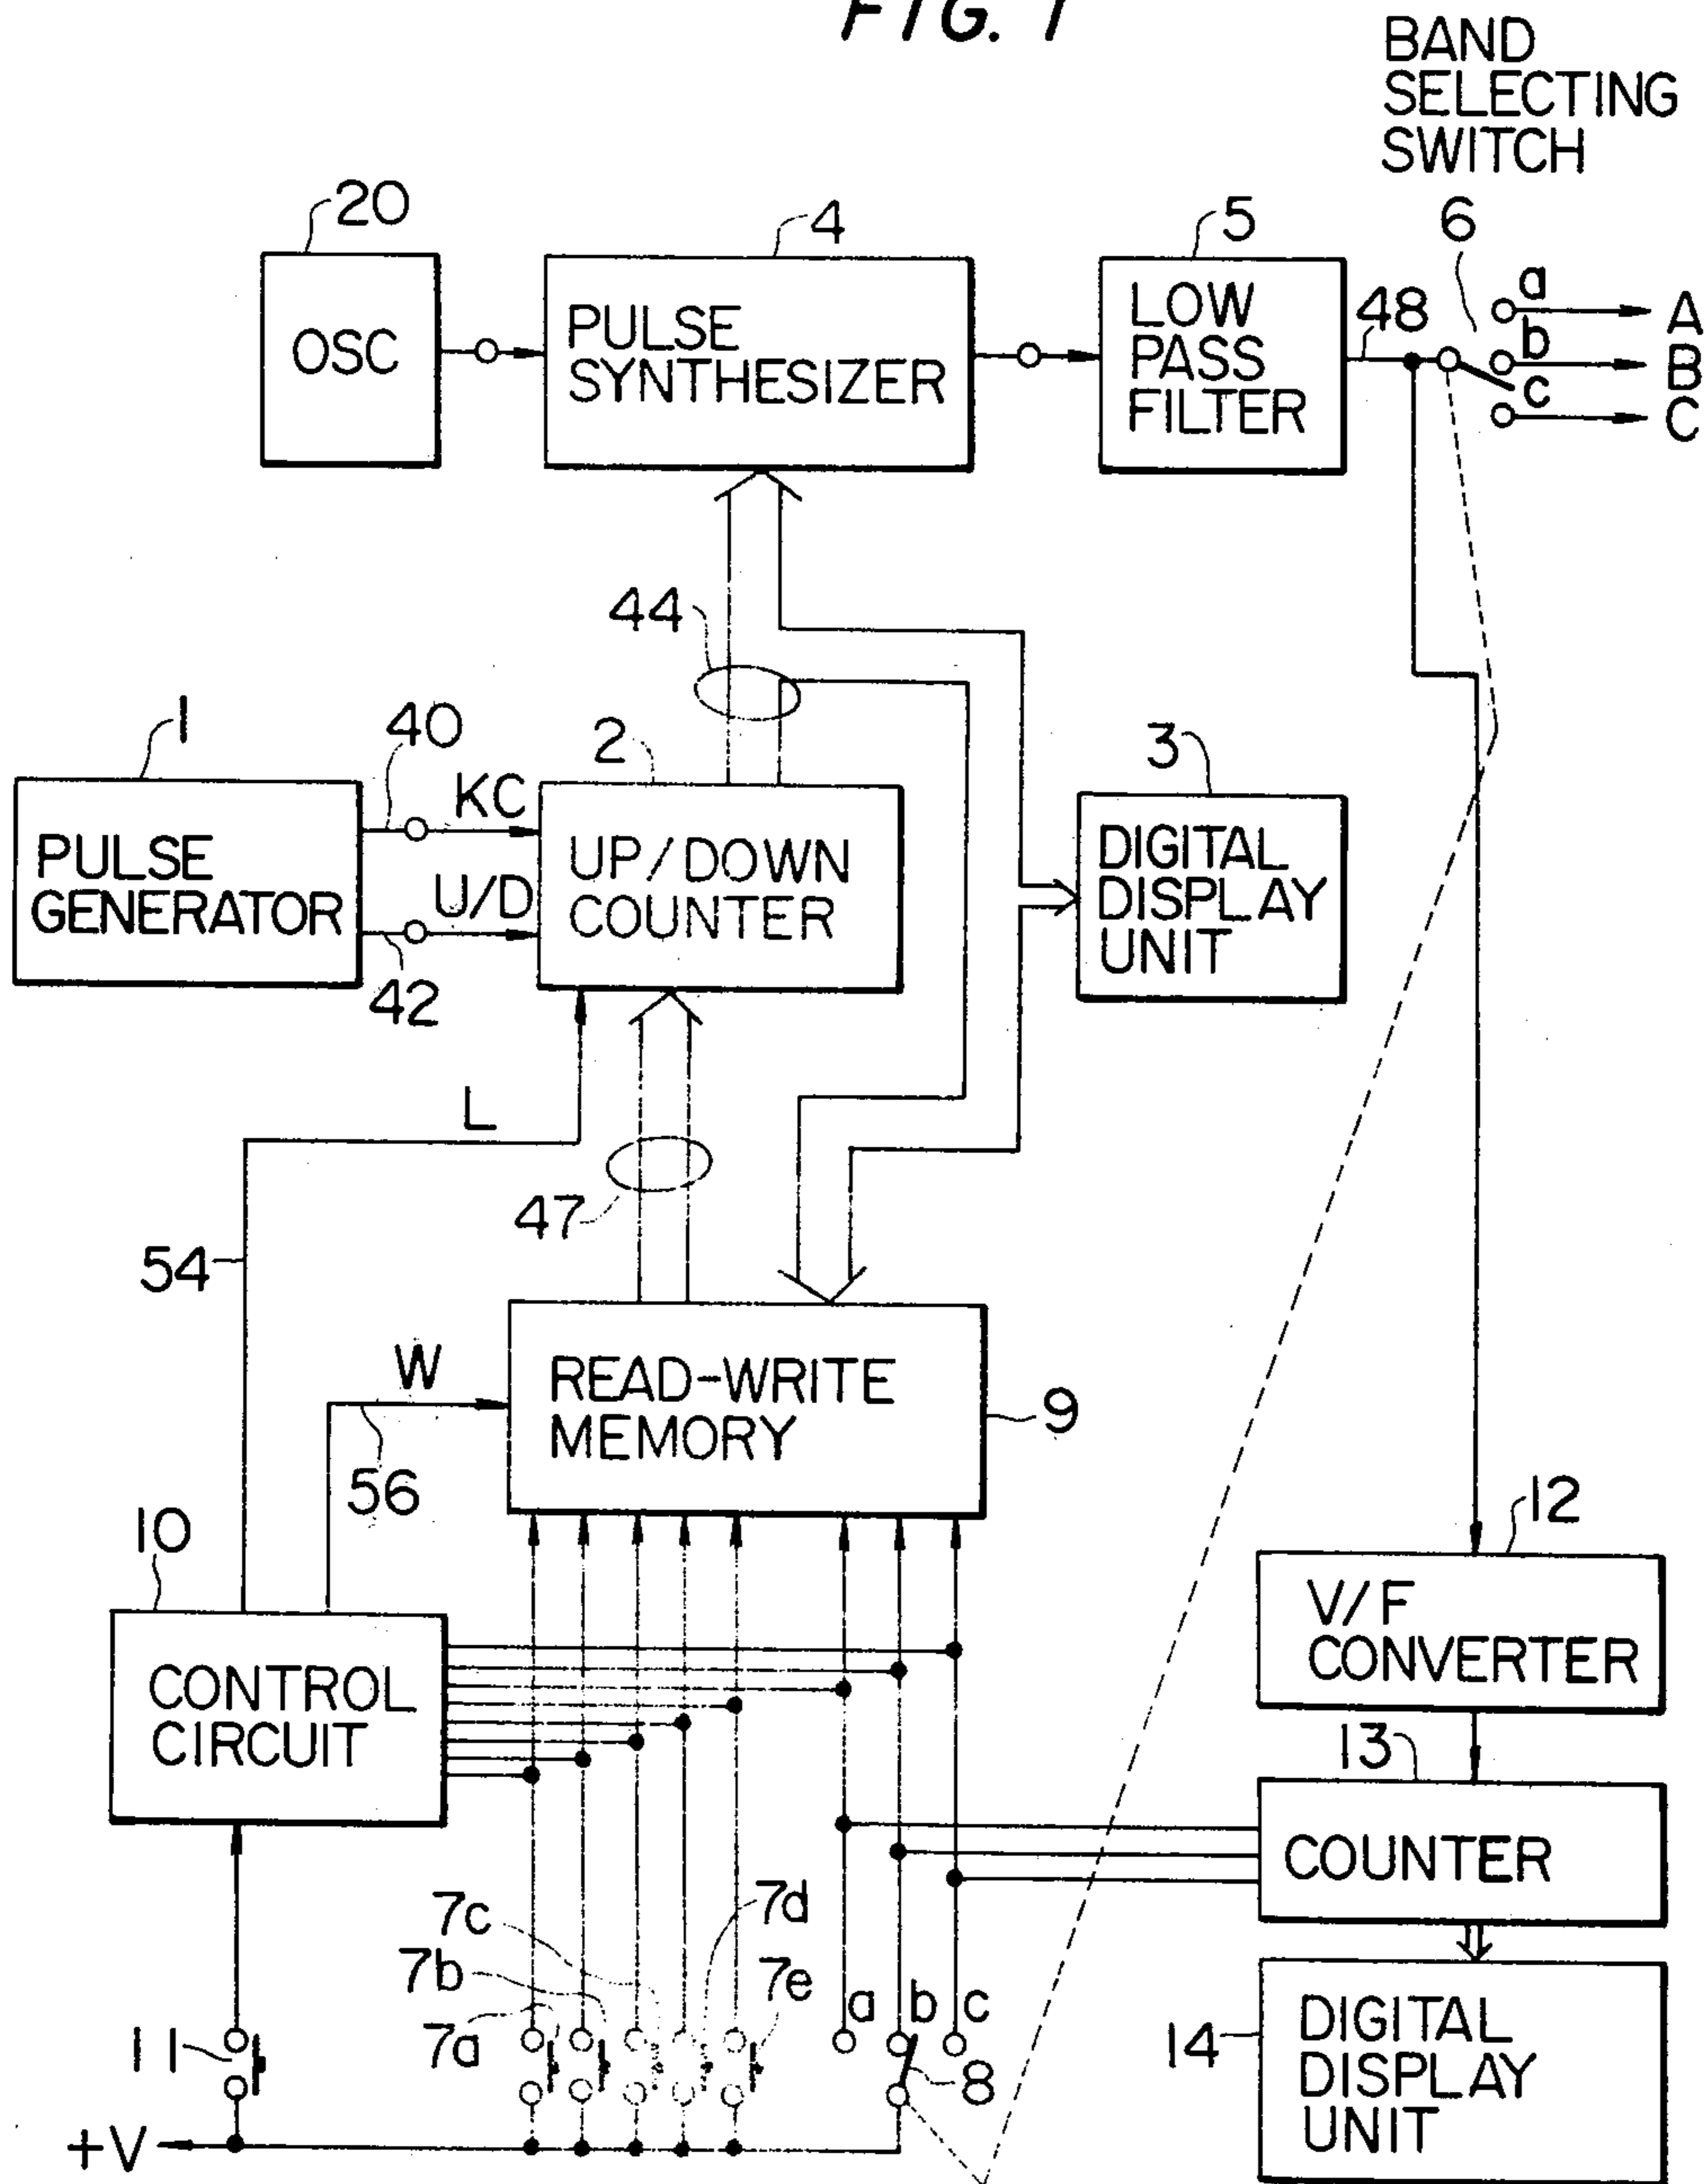 FIG. 1
BAND
SELECTING
SWITCH
20
4
5
6
OSC
PULSE
SYNTHESIZER
LOW
PASS
FILTER
48
a
A
b
B
c
C
44
1
40
KC
2
3
PULSE
GENERATOR
U/D
42
UP/DOWN
COUNTER
DIGITAL
DISPLAY
UNIT
L
47
54
W
56
READ-WRITE
MEMORY
9
10
12
CONTROL
CIRCUIT
V/F
CONVERTER
13
COUNTER
7c
7d
7b
7e
7a
a
b
c
11
8
14
DIGITAL
DISPLAY
UNIT
+V